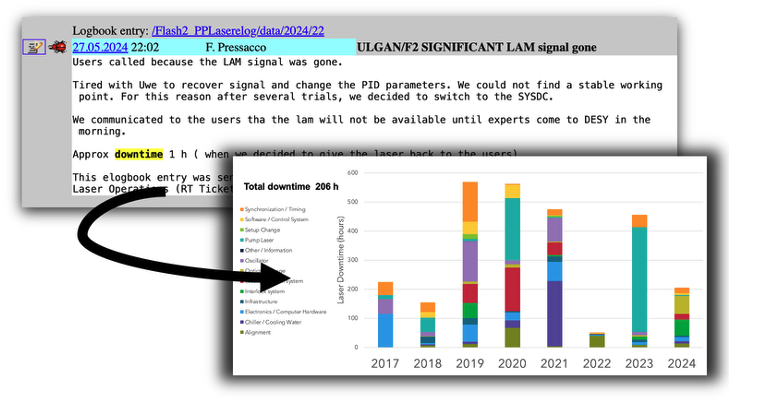 Logbook entry: /Flash2_PPLaserelog/data/2024/22
27.05.2024 22:02 F. Pressacco ULGAN/F2 SIGNIFICANT LAM signal gone
Users called because the LAM signal was gone.
Tired with Uwe to recover signal and change the PID parameters. We could not find a stable working
point. For this reason after several trials, we decided to switch to the SYSDC.
We communicated to the users tha the lam will not be available until experts come to DESY in the
morning.
Approx downtime 1 h ( when we decided to give the laser back to the users)
This elogbook entry was sen
Laser Operations (RT Ticket
Total downtime 206 h
Synchronization / Timing
Software / Control System
Setup Change
Pump Laser
Other / Information
Oscillator
system
system
Infrastructure
Electronics / Computer Hardware
Chiller / Cooling Water
Alignment
Laser Downtime (hours)
600
500
400
300
200
100
0
2017 2018 2019 2020 2021 2022 2023 2024